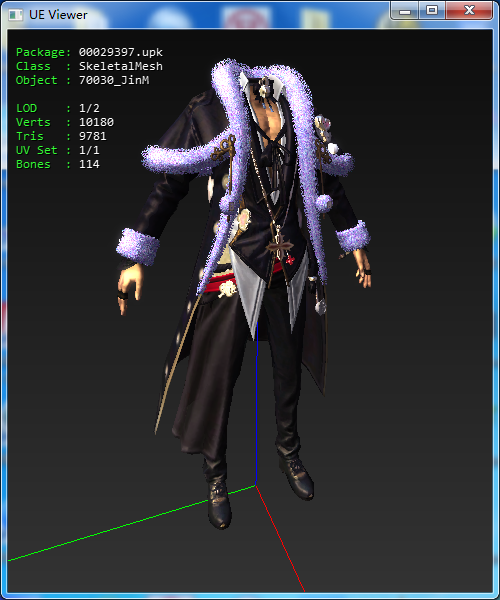 UE Viewer
Package: 00029397.upk
Class : SkeletalMesh
Object : 70030_JinM
LOD : 1/2
Verts : 10180
Tris : 9781
UV Set : 1/1
Bones : 114